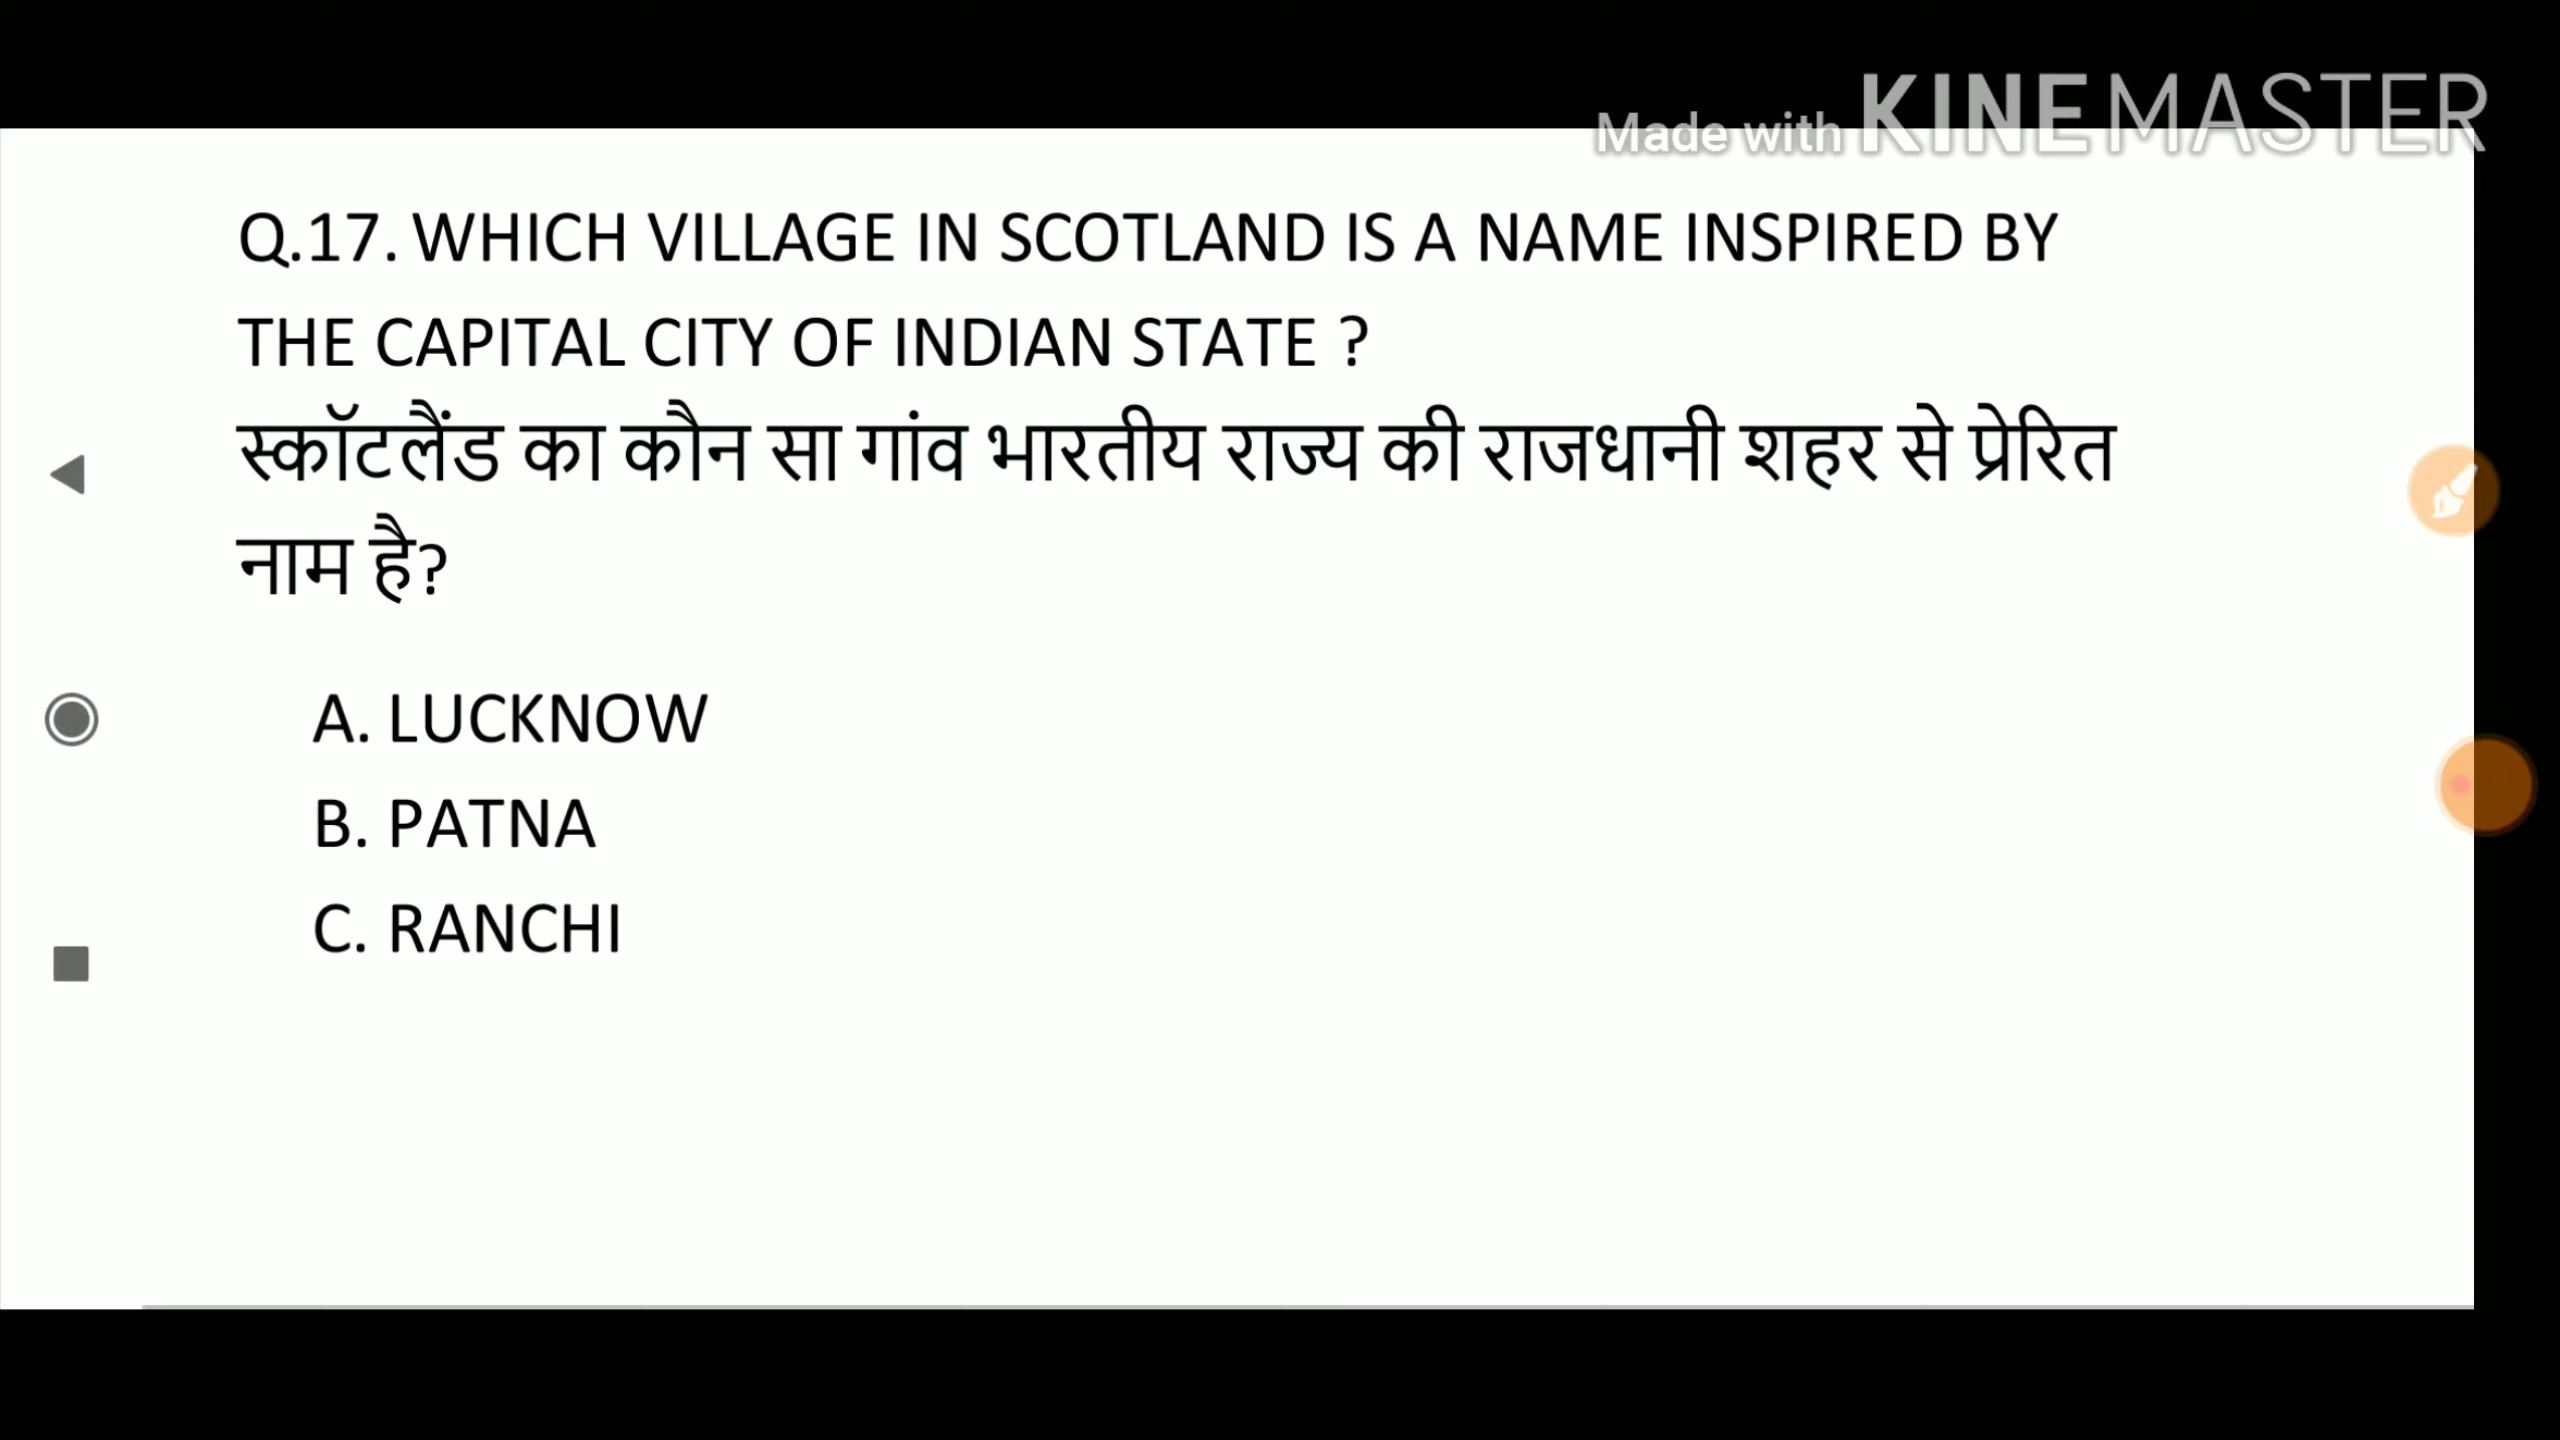 Made with KINEMASTER
Q.17. WHICH VILLAGE IN SCOTLAND IS A NAME INSPIRED BY
THE CAPITAL CITY OF INDIAN STATE ?
स्कॉटलैंड का कौन सा गांव भारतीय राज्य की राजधानी शहर से प्रेरित
नाम है?
A. LUCKNOW
B. PATNA
C. RANCHI